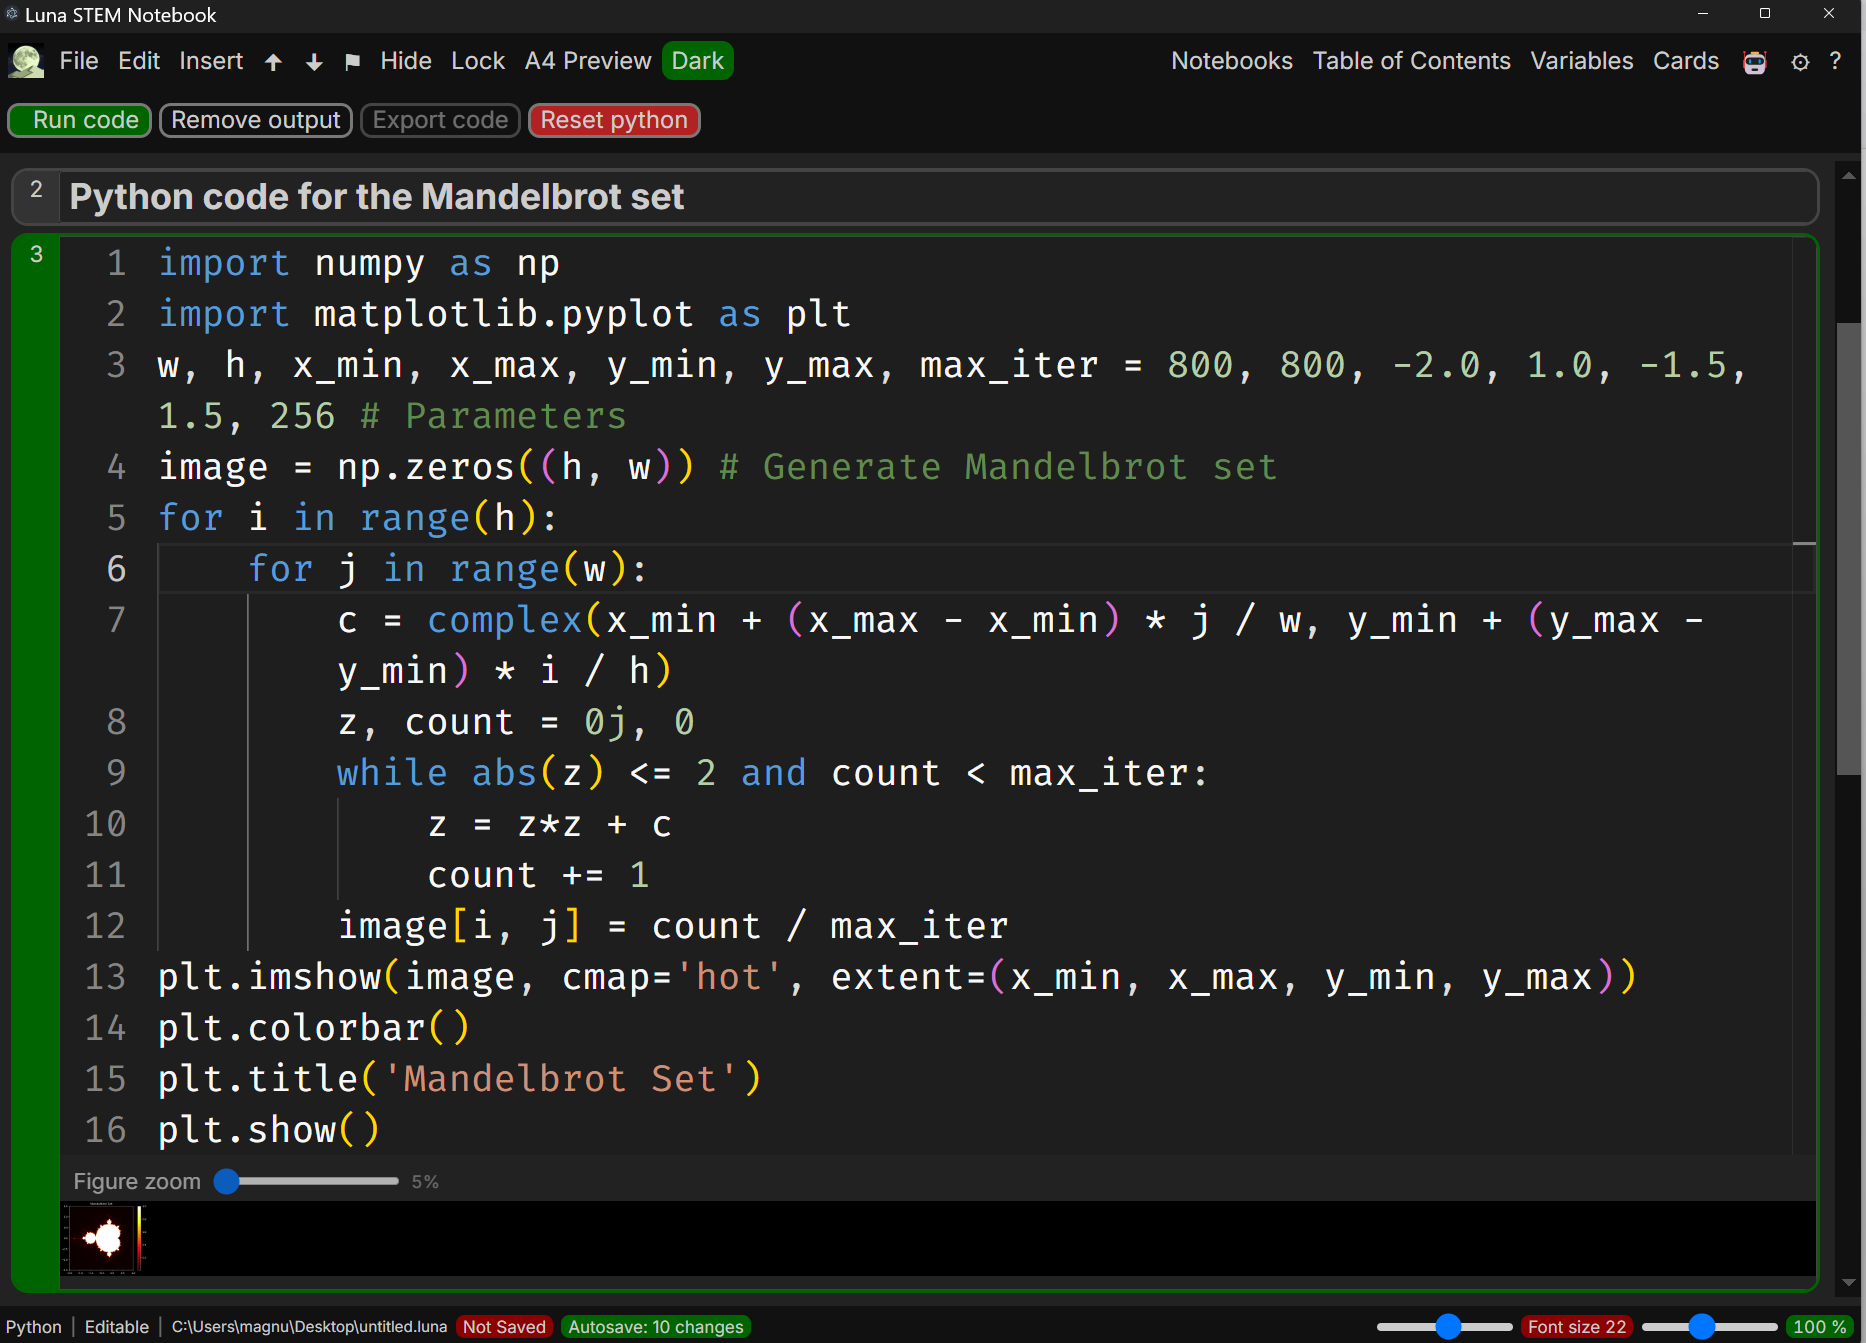 Luna STEM Notebook
File Edit Insert Hide Lock A4 Preview Dark Notebooks Table of Contents Variables Cards ?
Run code Remove output Export code Reset python
2 Python code for the Mandelbrot set
3
1 import numpy as np
2 import matplotlib.pyplot as plt
3 w, h, x_min, x_max, y_min, y_max, max_iter = 800, 800, -2.0, 1.0, -1.5,
1.5, 256 # Parameters
4 image = np.zeros((h, w)) # Generate Mandelbrot set
5 for i in range(h):
6 for j in range(w):
7 c = complex(x_min + (x_max - x_min) * j / w, y_min + (y_max -
y_min) * i / h)
8 z, count = 0j, 0
9 while abs(z) <= 2 and count < max_iter:
10 z = z*z + c
11 count += 1
12 image[i, j] = count / max_iter
13 plt.imshow(image, cmap='hot', extent=(x_min, x_max, y_min, y_max))
14 plt.colorbar()
15 plt.title('Mandelbrot Set')
16 plt.show()
Figure zoom 5%
Python | Editable | C:\Users\magnu\Desktop\untitled.luna Not Saved Autosave: 10 changes Font size 22 100 %